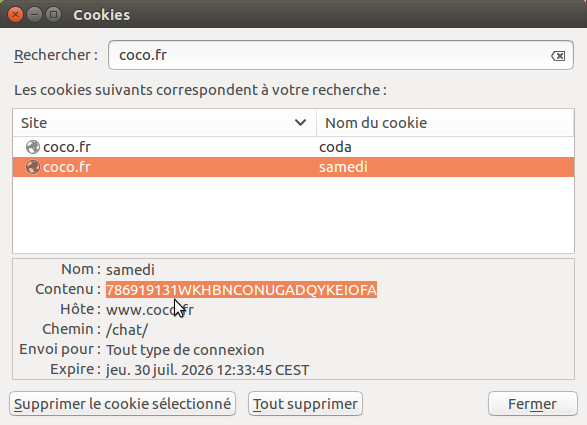 Cookies
Rechercher : coco.fr
Les cookies suivants correspondent à votre recherche :
Site Nom du cookie
coco.fr coda
coco.fr samedi
Nom : samedi
Contenu : 786919131WKHBNCONUGADQYKEIOFA
Hôte : www.coco.fr
Chemin : /chat/
Envoi pour : Tout type de connexion
Expire : jeu. 30 juil. 2026 12:33:45 CEST
Supprimer le cookie sélectionné Tout supprimer Fermer